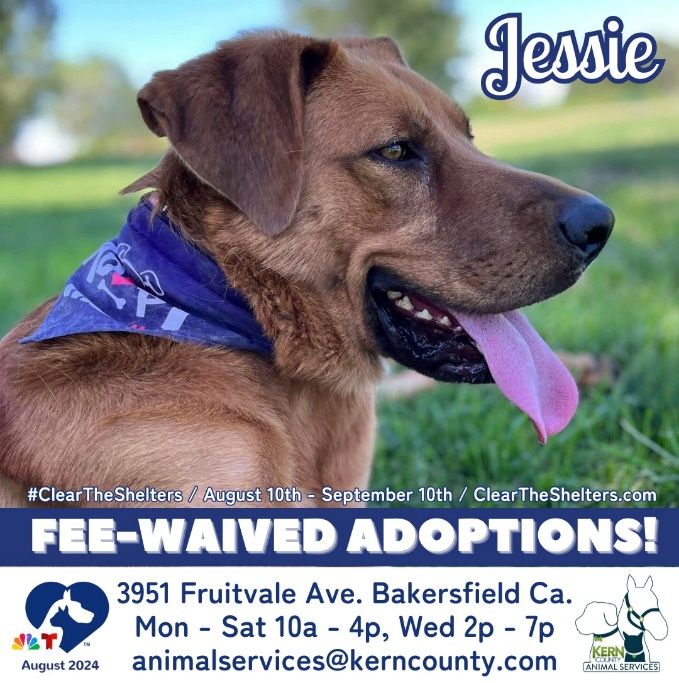 Jessie
#ClearTheShelters / August 10th - September 10th / ClearTheShelters.com
FEE-WAIVED ADOPTIONS!
3951 Fruitvale Ave. Bakersfield Ca.
Mon - Sat 10a - 4p, Wed 2p - 7p
animalservices@kerncounty.com
T
TM
August 2024
KERN
COUNTY
ANIMAL SERVICES